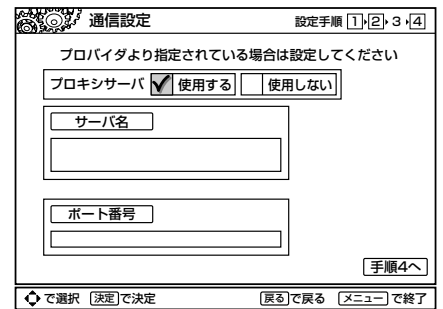 通信設定 設定手順 1 2 3 4
プロバイダより指定されている場合は設定してください
プロキシサーバ 使用する 使用しない
サーバ名
ポート番号
手順4へ
で選択 決定で決定 戻るで戻る メニューで終了